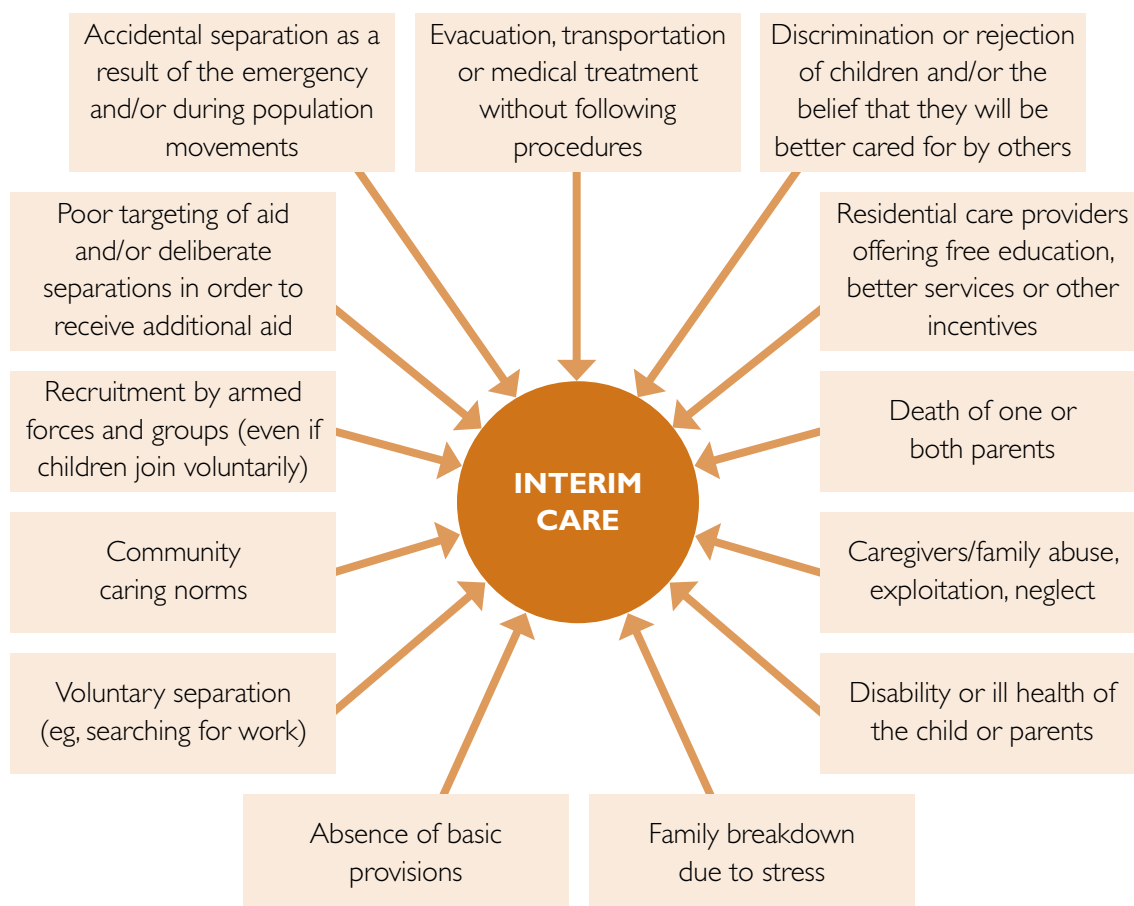 Accidental separation as a
result of the emergency
and/or during population
movements
Evacuation, transportation
or medical treatment
without following
procedures
Discrimination or rejection
of children and/or the
belief that they will be
better cared for by others
Poor targeting of aid
and/or deliberate
separations in order to
receive additional aid
Residential care providers
offering free education,
better services or other
incentives
Recruitment by armed
forces and groups (even if
children join voluntarily)
Death of one or
both parents
INTERIM
CARE
Community
caring norms
Caregivers/family abuse,
exploitation, neglect
Voluntary separation
(eg, searching for work)
Disability or ill health of
the child or parents
Absence of basic
provisions
Family breakdown
due to stress